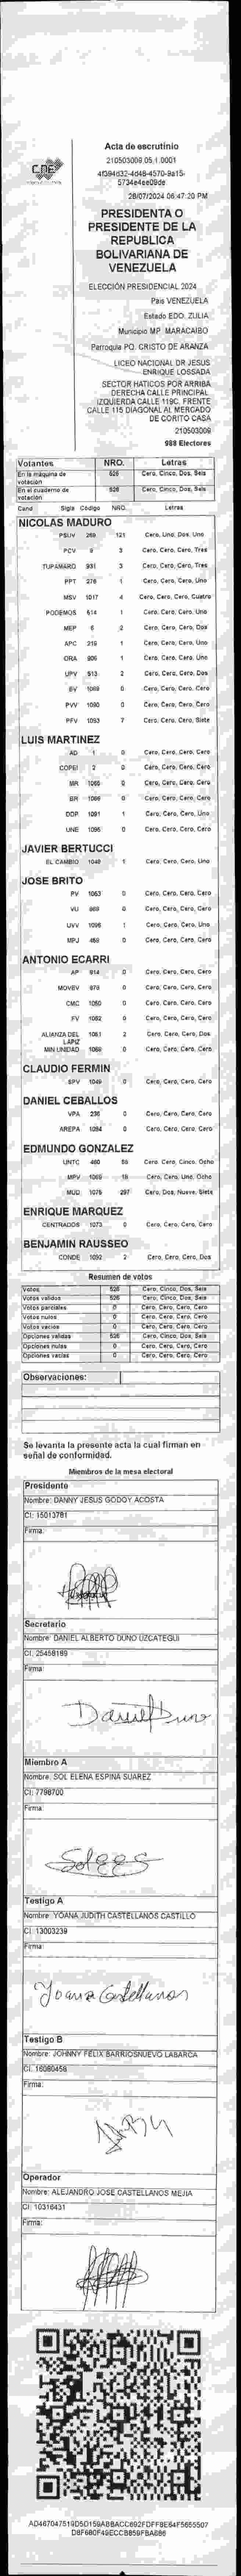 CNE
Acta de escrutinio
210503009.05.1.0001
28/07/2024 06:47:20 PM
PRESIDENTA O
PRESIDENTE DE LA
REPUBLICA
BOLIVARIANA DE
VENEZUELA
ELECCIÓN PRESIDENCIAL 2024
País VENEZUELA
Estado EDO. ZULIA
Municipio MP. MARACAIBO
Parroquia PQ. CRISTO DE ARANZA
LICEO NACIONAL DR JESUS
ENRIQUE LOSSADA
SECTOR HATICOS POR ARRIBA
DERECHA CALLE PRINCIPAL
IZQUIERDA CALLE 119C. FRENTE
CALLE 115 DIAGONAL AL MERCADO
DE CORITO CASA
210503009
988 Electores
Votantes NRO. Letras
En la máquina de votación 526 Cero, Cinco, Dos, Seis
En el cuaderno de votación 526 Cero, Cinco, Dos, Seis
Cand Sigla Código NRO. Letras
NICOLAS MADURO
PSUV 269 121 Cero, Uno, Dos, Uno
PCV 3 Cero, Cero, Cero, Tres
TUPAMARO 931 3 Cero, Cero, Cero, Tres
PPT 276 1 Cero, Cero, Cero, Uno
MSV 1017 4 Cero, Cero, Cero, Cuatro
PODEMOS 614 1 Cero, Cero, Cero, Uno
MEP 6 2 Cero, Cero, Cero, Dos
APC 219 1 Cero, Cero, Cero, Uno
ORA 906 1 Cero, Cero, Cero, Uno
UPV 513 2 Cero, Cero, Cero, Dos
EV 1069 0 Cero, Cero, Cero, Cero
PVV 1090 0 Cero, Cero, Cero, Cero
PFV 1093 7 Cero, Cero, Cero, Siete
LUIS MARTINEZ
AD 1 0 Cero, Cero, Cero, Cero
COPEI 2 0 Cero, Cero, Cero, Cero
MR 1065 0 Cero, Cero, Cero, Cero
BR 1066 0 Cero, Cero, Cero, Cero
DDP 1091 1 Cero, Cero, Cero, Uno
UNE 1095 0 Cero, Cero, Cero, Cero
JAVIER BERTUCCI
EL CAMBIO 1048 1 Cero, Cero, Cero, Uno
JOSE BRITO
PV 1063 0 Cero, Cero, Cero, Cero
VU 0 Cero, Cero, Cero, Cero
UVV 1096 1 Cero, Cero, Cero, Uno
MPJ 468 0 Cero, Cero, Cero, Cero
ANTONIO ECARRI
AP 914 0 Cero, Cero, Cero, Cero
MOVEV 978 0 Cero, Cero, Cero, Cero
CMC 1050 0 Cero, Cero, Cero, Cero
FV 1062 0 Cero, Cero, Cero, Cero
ALIANZA DEL LAPIZ 1061 2 Cero, Cero, Cero, Dos
MIN UNIDAD 1069 0 Cero, Cero, Cero, Cero
CLAUDIO FERMIN
SPV 1049 0 Cero, Cero, Cero, Cero
DANIEL CEBALLOS
VPA 236 0 Cero, Cero, Cero, Cero
AREPA 1094 0 Cero, Cero, Cero, Cero
EDMUNDO GONZALEZ
UNTC 460 58 Cero, Cero, Cinco, Ocho
MPV 1069 18 Cero, Cero, Uno, Ocho
MUD 1075 297 Cero, Dos, Nueve, Siete
ENRIQUE MARQUEZ
CENTRADOS 1073 0 Cero, Cero, Cero, Cero
BENJAMIN RAUSSEO
CONDE 1092 2 Cero, Cero, Cero, Dos
Resumen de votos
Votos 526 Cero, Cinco, Dos, Seis
Votos validos 526 Cero, Cinco, Dos, Seis
Votos parciales 0 Cero, Cero, Cero, Cero
Votos nulos 0 Cero, Cero, Cero, Cero
Votos vacios 0 Cero, Cero, Cero, Cero
Opciones validas 526 Cero, Cinco, Dos, Seis
Opciones nulas 0 Cero, Cero, Cero, Cero
Opciones vacias 0 Cero, Cero, Cero, Cero
Observaciones:
Se levanta la presente acta la cual firman en
señal de conformidad.
Miembros de la mesa electoral
Presidente
Nombre: DANNY JESUS GODOY ACOSTA
CI: 15013781
Firma:
Secretario
Nombre: DANIEL ALBERTO DUNO UZCATEGUI
CI: 25458189
Firma:
Daniel Duno
Miembro A
Nombre: SOL ELENA ESPINA SUAREZ
CI: 7798700
Firma:
Testigo A
Nombre: YOANA JUDITH CASTELLANOS CASTILLO
CI: 13003239
Firma:
Yoana Castellanos
Testigo B
Nombre: JOHNNY FELIX BARRIOSNUEVO LABARCA
CI: 16080458
Firma:
Operador
Nombre: ALEJANDRO JOSE CASTELLANOS MEJIA
CI: 10316431
Firma: